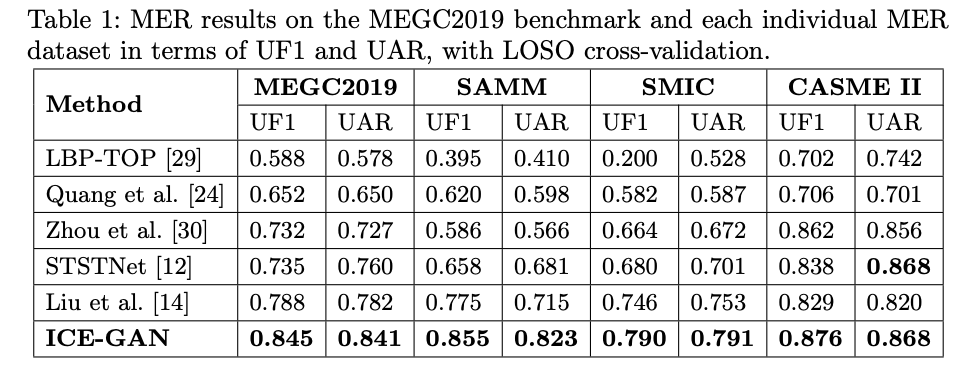 Table 1: MER results on the MEGC2019 benchmark and each individual MER
dataset in terms of UF1 and UAR, with LOSO cross-validation.
Method MEGC2019 SAMM SMIC CASME II
UF1 UAR UF1 UAR UF1 UAR UF1 UAR
LBP-TOP [29] 0.588 0.578 0.395 0.410 0.200 0.528 0.702 0.742
Quang et al. [24] 0.652 0.650 0.620 0.598 0.582 0.587 0.706 0.701
Zhou et al. [30] 0.732 0.727 0.586 0.566 0.664 0.672 0.862 0.856
STSTNet [12] 0.735 0.760 0.658 0.681 0.680 0.701 0.838 0.868
Liu et al. [14] 0.788 0.782 0.775 0.715 0.746 0.753 0.829 0.820
ICE-GAN 0.845 0.841 0.855 0.823 0.790 0.791 0.876 0.868